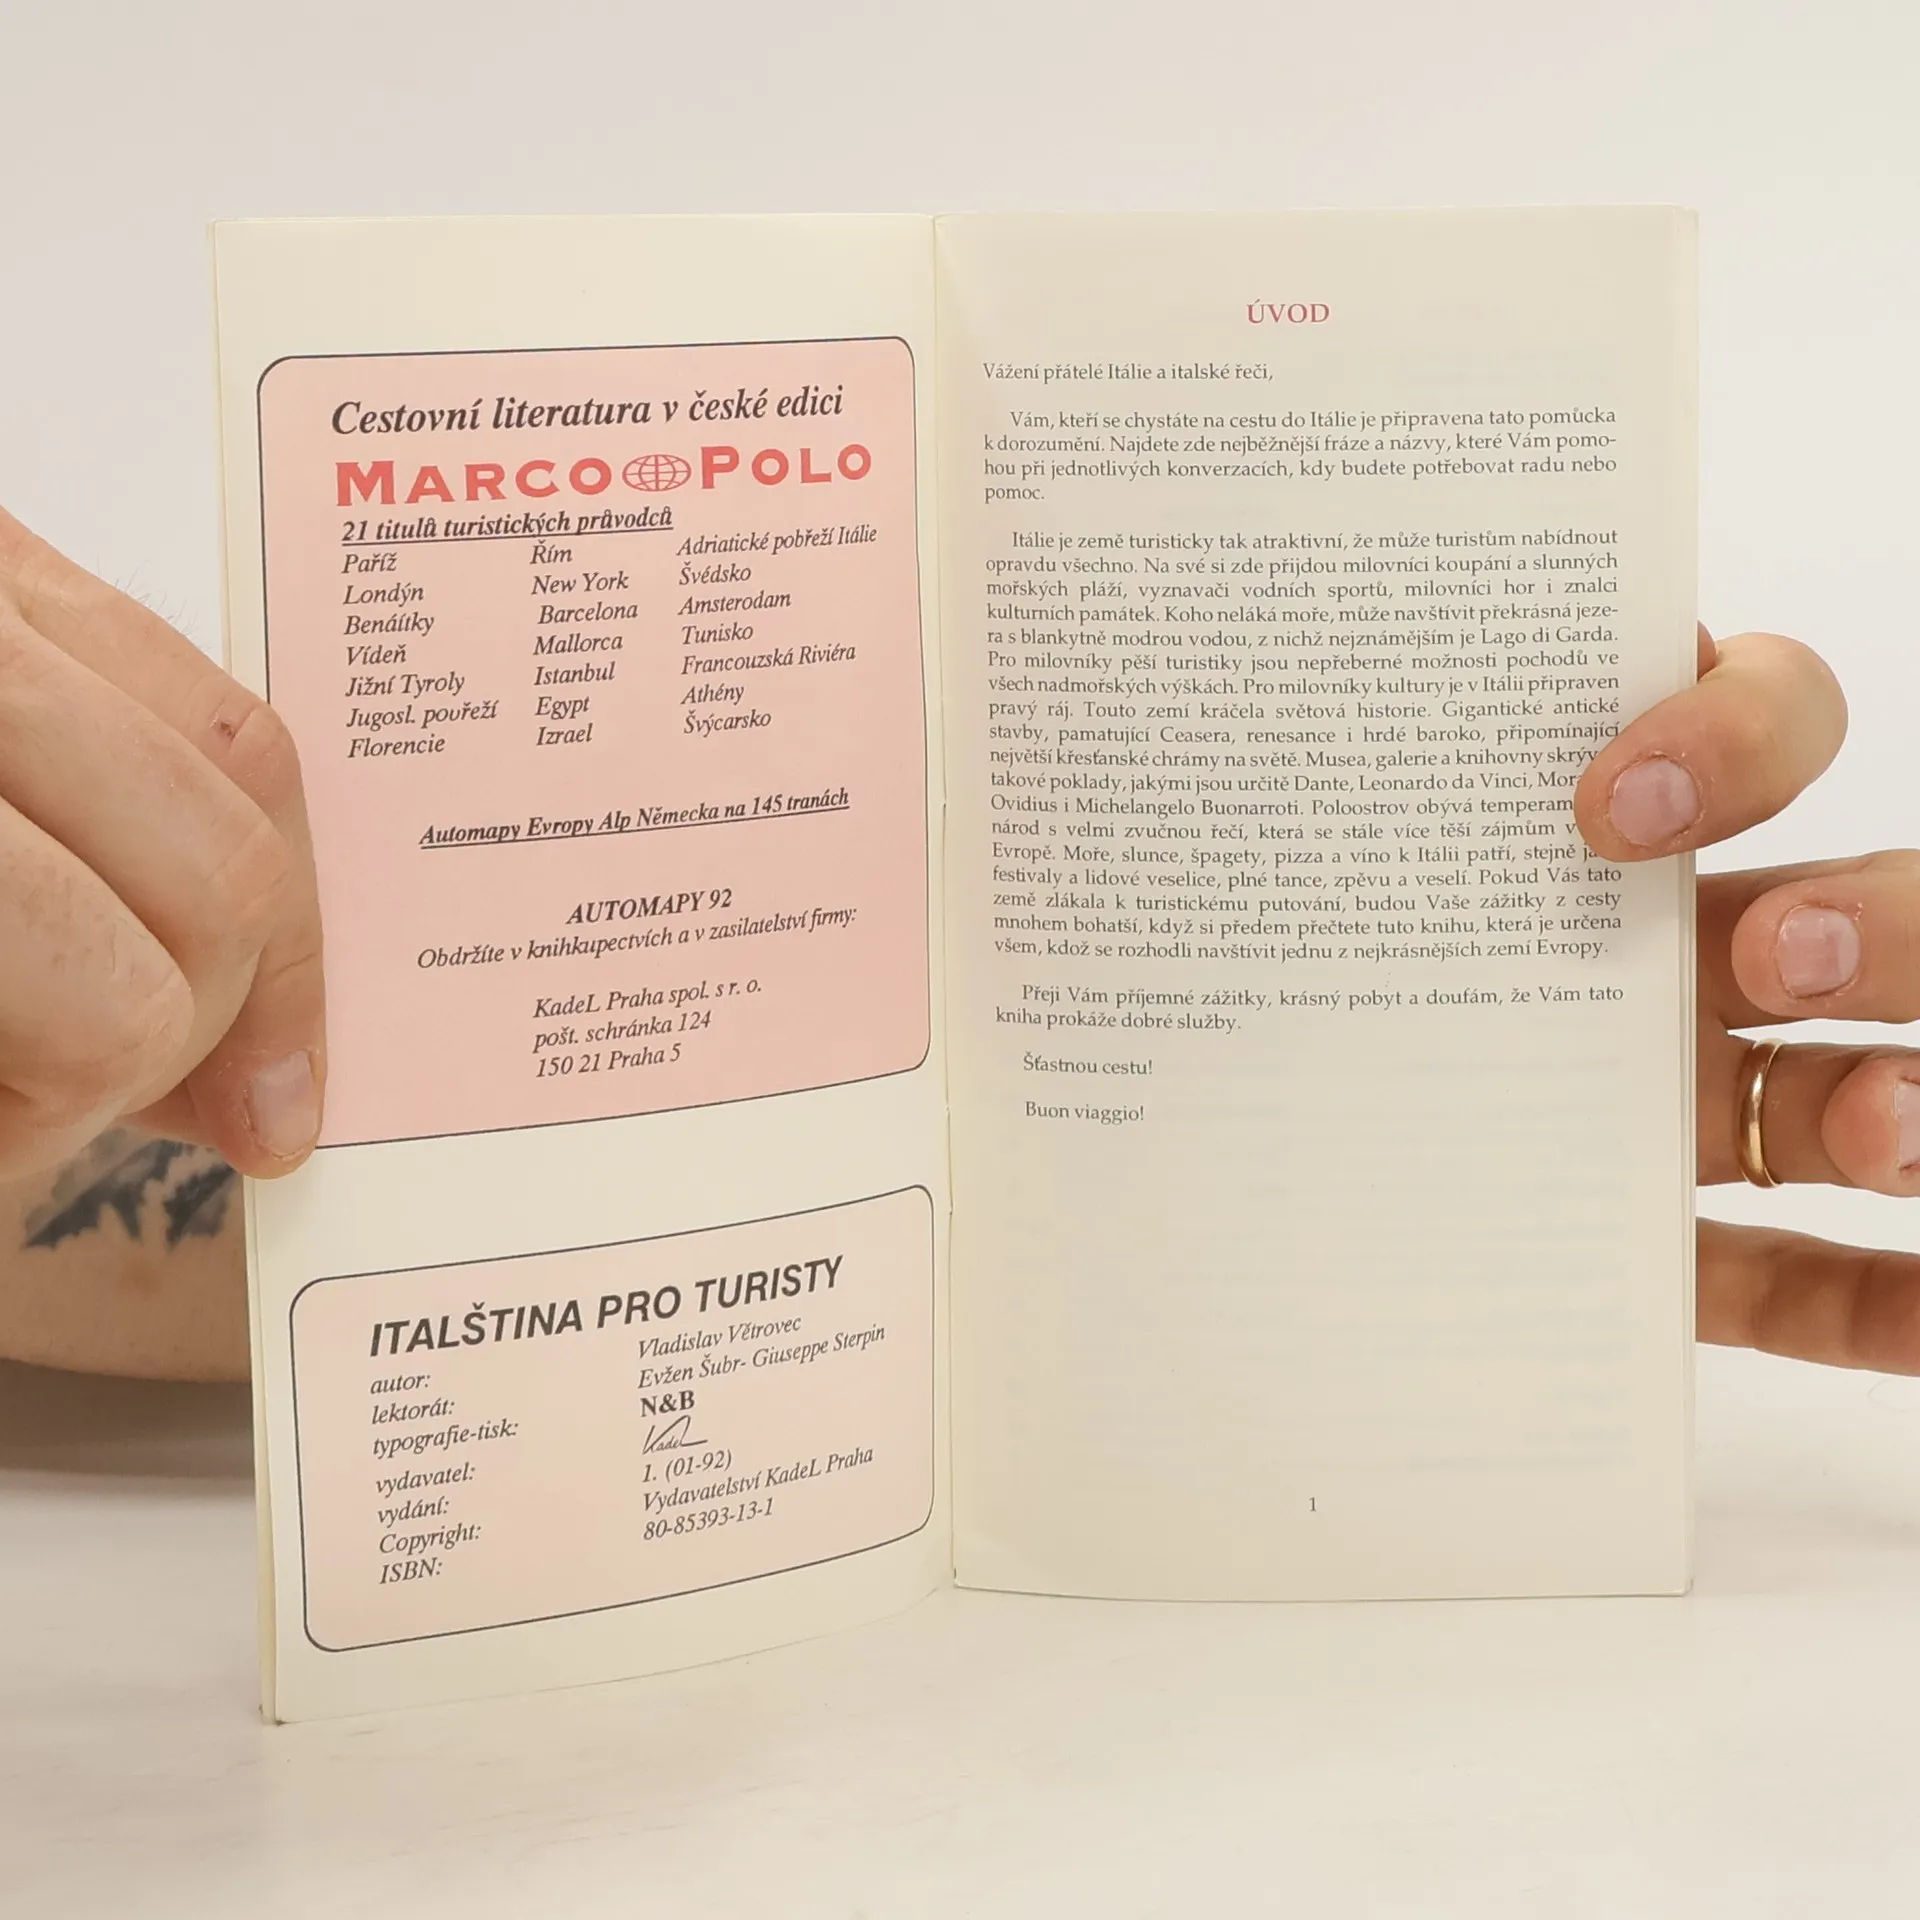 Cestovní literatura v české edici
MARCO POLO
21 titulů turistických průvodců
Paříž Řím Adriatické pobřeží Itálie
Londýn New York Švédsko
Benáítky Barcelona Amsterodam
Vídeň Mallorca Tunisko
Jižní Tyroly Istanbul Francouzská Riviéra
Jugosl. pouřeží Egypt Athény
Florencie Izrael Švýcarsko
Automapy Evropy Alp Německa na 145 tranách
AUTOMAPY 92
Obdržíte v knihkupectvích a v zasilatelství firmy:
KadeL Praha spol. s r. o.
pošt. schránka 124
150 21 Praha 5
ITALŠTINA PRO TURISTY
autor: Vladislav Větrovec
lektorát: Evžen Šubr- Giuseppe Sterpin
typografie-tisk: N&B
vydavatel: KadeL
vydání: 1. (01-92)
Copyright: Vydavatelství KadeL Praha
ISBN: 80-85393-13-1
ÚVOD
Vážení přátelé Itálie a italské řeči,
Vám, kteří se chystáte na cestu do Itálie je připravena tato pomůcka
k dorozumění. Najdete zde nejběžnější fráze a názvy, které Vám pomo-
hou při jednotlivých konverzacích, kdy budete potřebovat radu nebo
pomoc.
Itálie je země turisticky tak atraktivní, že může turistům nabídnout
opravdu všechno. Na své si zde přijdou milovníci koupání a slunných
mořských pláží, vyznavači vodních sportů, milovníci hor i znalci
kulturních památek. Koho neláká moře, může navštívit překrásná jeze-
ra s blankytně modrou vodou, z nichž nejznámějším je Lago di Garda.
Pro milovníky pěší turistiky jsou nepřeberné možnosti pochodů ve
všech nadmořských výškách. Pro milovníky kultury je v Itálii připraven
pravý ráj. Touto zemí kráčela světová historie. Gigantické antické
stavby, pamatující Ceasera, renesance i hrdé baroko, připomínající
největší křesťanské chrámy na světě. Musea, galerie a knihovny
takové poklady, jakými jsou určitě Dante, Leonardo da Vinci,
Ovidius i Michelangelo Buonarroti. Poloostrov obývá
národ s velmi zvučnou řečí, která se stále více těší zájmům
Evropě. Moře, slunce, špagety, pizza a víno k Itálii patří, stejně
festivaly a lidové veselice, plné tance, zpěvu a veselí. Pokud Vás tato
země zlákala k turistickému putování, budou Vaše zážitky z cesty
mnohem bohatší, když si předem přečtete tuto knihu, která je určena
všem, kdož se rozhodli navštívit jednu z nejkrásnějších zemí Evropy.
Přeji Vám příjemné zážitky, krásný pobyt a doufám, že Vám tato
kniha prokáže dobré služby.
Šťastnou cestu!
Buon viaggio!
1